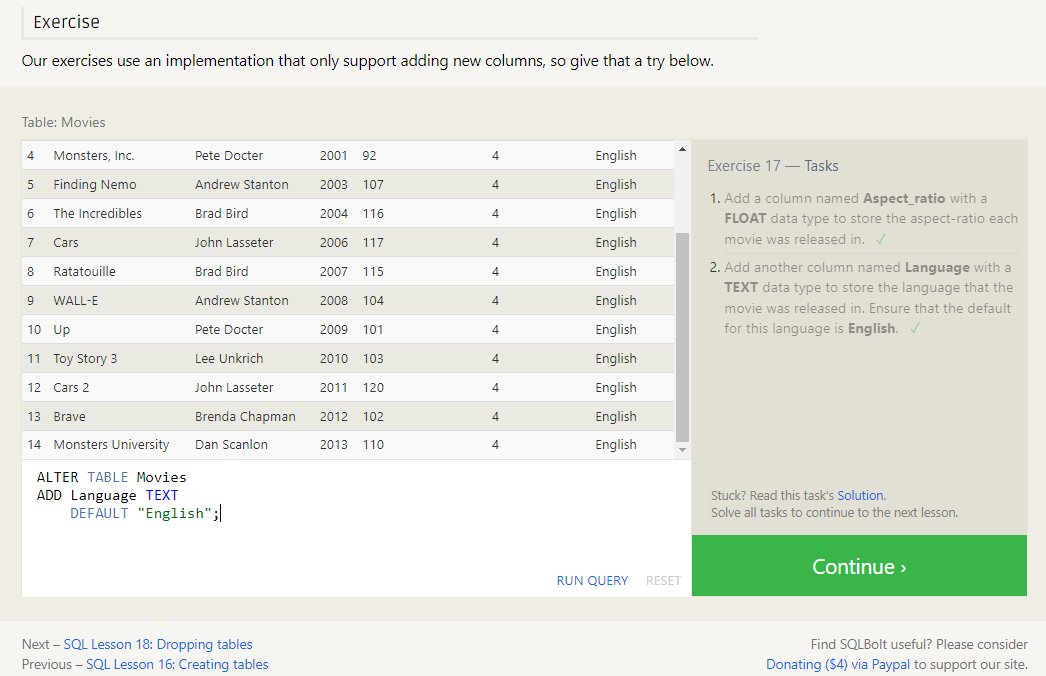 Exercise
Our exercises use an implementation that only support adding new columns, so give that a try below.
Table: Movies
4 Monsters, Inc. Pete Docter 2001 92 4 English
5 Finding Nemo Andrew Stanton 2003 107 4 English
6 The Incredibles Brad Bird 2004 116 4 English
7 Cars John Lasseter 2006 117 4 English
8 Ratatouille Brad Bird 2007 115 4 English
9 WALL-E Andrew Stanton 2008 104 4 English
10 Up Pete Docter 2009 101 4 English
11 Toy Story 3 Lee Unkrich 2010 103 4 English
12 Cars 2 John Lasseter 2011 120 4 English
13 Brave Brenda Chapman 2012 102 4 English
14 Monsters University Dan Scanlon 2013 110 4 English
ALTER TABLE Movies
ADD Language TEXT
DEFAULT "English";
RUN QUERY RESET
Exercise 17 — Tasks
1. Add a column named Aspect_ratio with a
FLOAT data type to store the aspect-ratio each
movie was released in. ✓
2. Add another column named Language with a
TEXT data type to store the language that the
movie was released in. Ensure that the default
for this language is English. ✓
Stuck? Read this task's Solution.
Solve all tasks to continue to the next lesson.
Continue ›
Next – SQL Lesson 18: Dropping tables
Previous – SQL Lesson 16: Creating tables
Find SQLBolt useful? Please consider
Donating ($4) via Paypal to support our site.